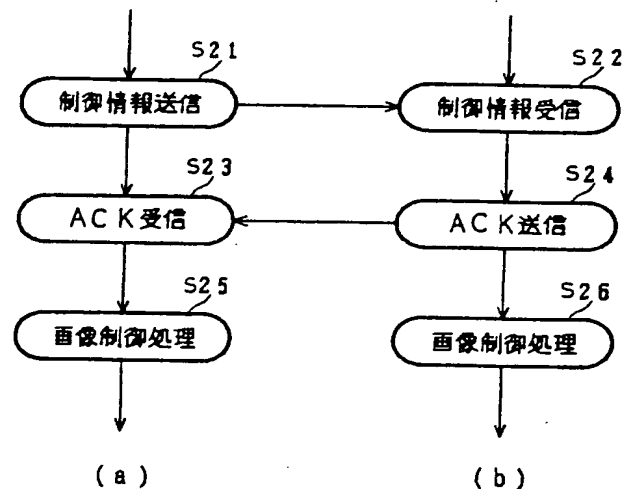 S21
S22
制御情報送信
制御情報受信
S23
S24
ACK受信
ACK送信
S25
S26
画像制御処理
画像制御処理
(a)
(b)